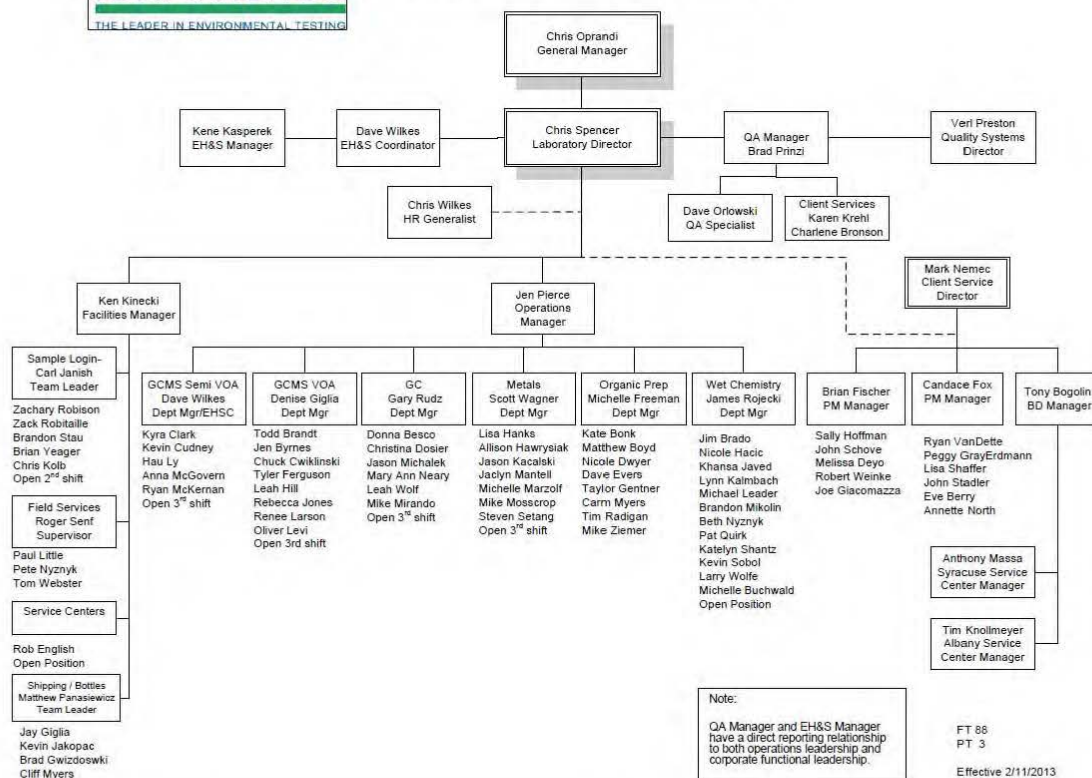 THE LEADER IN ENVIRONMENTAL TESTING
Chris Oprandi
General Manager
Kene Kasperek
EH&S Manager
Dave Wilkes
EH&S Coordinator
Chris Spencer
Laboratory Director
QA Manager
Brad Prinzi
Verl Preston
Quality Systems
Director
Chris Wilkes
HR Generalist
Dave Orlowski
QA Specialist
Client Services
Karen Krehl
Charlene Bronson
Mark Nemec
Client Service
Director
Ken Kinecki
Facilities Manager
Jen Pierce
Operations
Manager
Sample Login-
Carl Janish
Team Leader
Zachary Robison
Zack Robitaille
Brandon Stau
Brian Yeager
Chris Kolb
Open 2nd shift
Field Services
Roger Senf
Supervisor
Paul Little
Pete Nyznyk
Tom Webster
Service Centers
Rob English
Open Position
Shipping / Bottles
Matthew Panasiewicz
Team Leader
Jay Giglia
Kevin Jakopac
Brad Gwizdoswki
Cliff Myers
GCMS Semi VOA
Dave Wilkes
Dept Mgr/EHSC
Kyra Clark
Kevin Cudney
Hau Ly
Anna McGovern
Ryan McKernan
Open 3rd shift
GCMS VOA
Denise Giglia
Dept Mgr
Todd Brandt
Jen Byrnes
Chuck Cwiklinski
Tyler Ferguson
Leah Hill
Rebecca Jones
Renee Larson
Oliver Levi
Open 3rd shift
GC
Gary Rudz
Dept Mgr
Donna Besco
Christina Dosier
Jason Michalek
Mary Ann Neary
Leah Wolf
Mike Mirando
Open 3rd shift
Metals
Scott Wagner
Dept Mgr
Lisa Hanks
Allison Hawrysiak
Jason Kacalski
Jaclyn Mantell
Michelle Marzolf
Mike Mosscrop
Steven Setang
Open 3rd shift
Organic Prep
Michelle Freeman
Dept Mgr
Kate Bonk
Matthew Boyd
Nicole Dwyer
Dave Evers
Taylor Gentner
Carm Myers
Tim Radigan
Mike Ziemer
Wet Chemistry
James Rojecki
Dept Mgr
Jim Brado
Nicole Hacic
Khansa Javed
Lynn Kalmbach
Michael Leader
Brandon Mikolin
Beth Nyznyk
Pat Quirk
Katelyn Shantz
Kevin Sobol
Larry Wolfe
Michelle Buchwald
Open Position
Brian Fischer
PM Manager
Sally Hoffman
John Schove
Melissa Deyo
Robert Weinke
Joe Giacomazza
Candace Fox
PM Manager
Ryan VanDette
Peggy GrayErdmann
Lisa Shaffer
John Stadler
Eve Berry
Annette North
Tony Bogolin
BD Manager
Anthony Massa
Syracuse Service
Center Manager
Tim Knollmeyer
Albany Service
Center Manager
Note:
QA Manager and EH&S Manager
have a direct reporting relationship
to both operations leadership and
corporate functional leadership.
FT 88
PT 3
Effective 2/11/2013